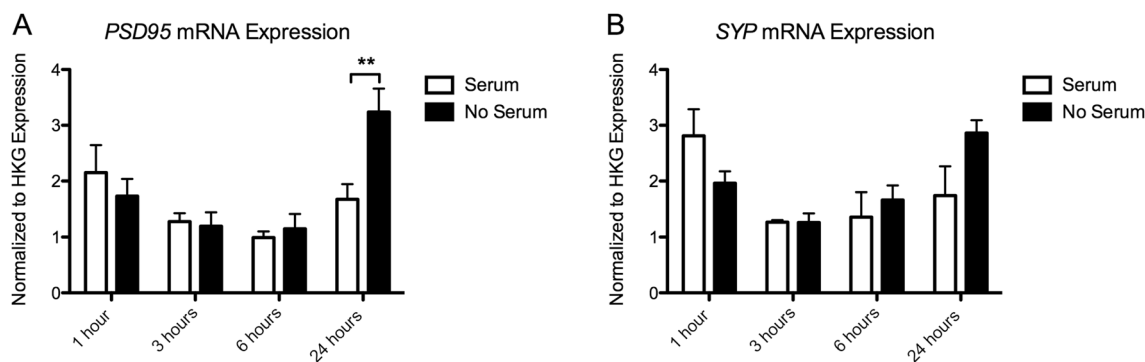 A
PSD95 mRNA Expression
Normalized to HKG Expression
4
3
2
1
0
**
Serum
No Serum
1 hour
3 hours
6 hours
24 hours
B
SYP mRNA Expression
Normalized to HKG Expression
4
3
2
1
0
Serum
No Serum
1 hour
3 hours
6 hours
24 hours